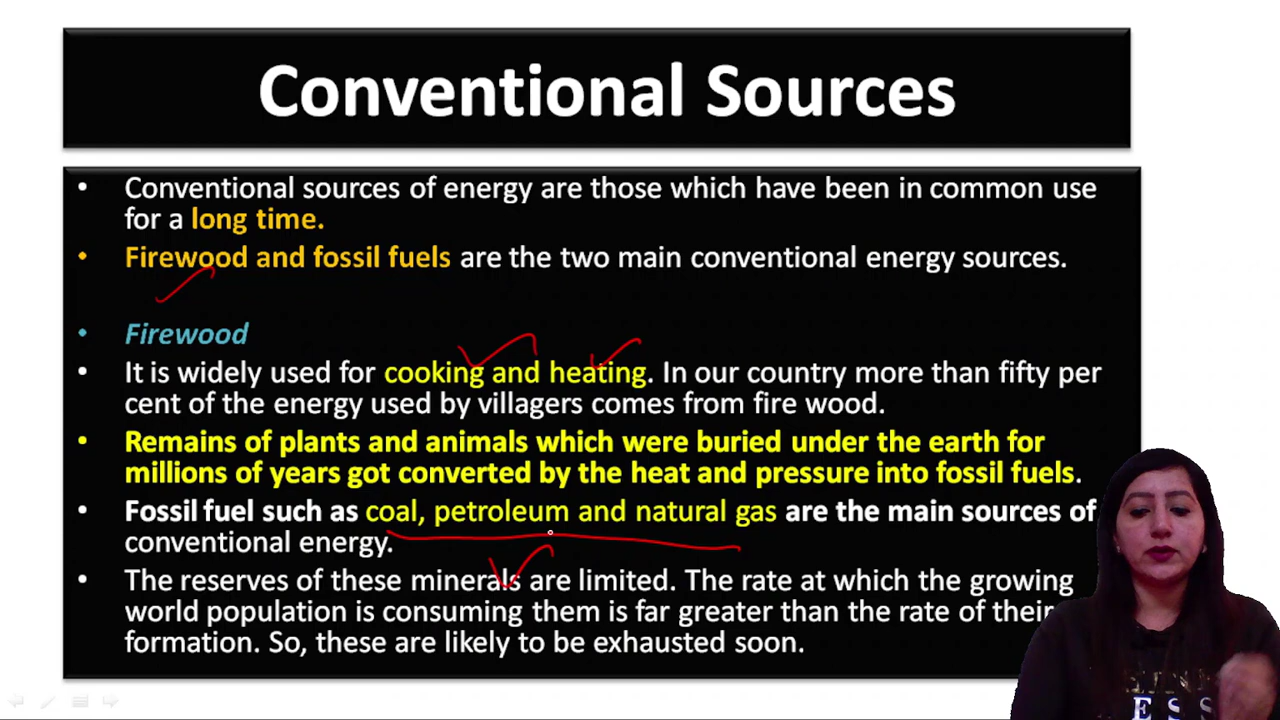 Conventional Sources
• Conventional sources of energy are those which have been in common use
for a long time.
• Firewood and fossil fuels are the two main conventional energy sources.
• Firewood
• It is widely used for cooking and heating. In our country more than fifty per
cent of the energy used by villagers comes from fire wood.
• Remains of plants and animals which were buried under the earth for
millions of years got converted by the heat and pressure into fossil fuels.
• Fossil fuel such as coal, petroleum and natural gas are the main sources of
conventional energy.
• The reserves of these minerals are limited. The rate at which the growing
world population is consuming them is far greater than the rate of their
formation. So, these are likely to be exhausted soon.